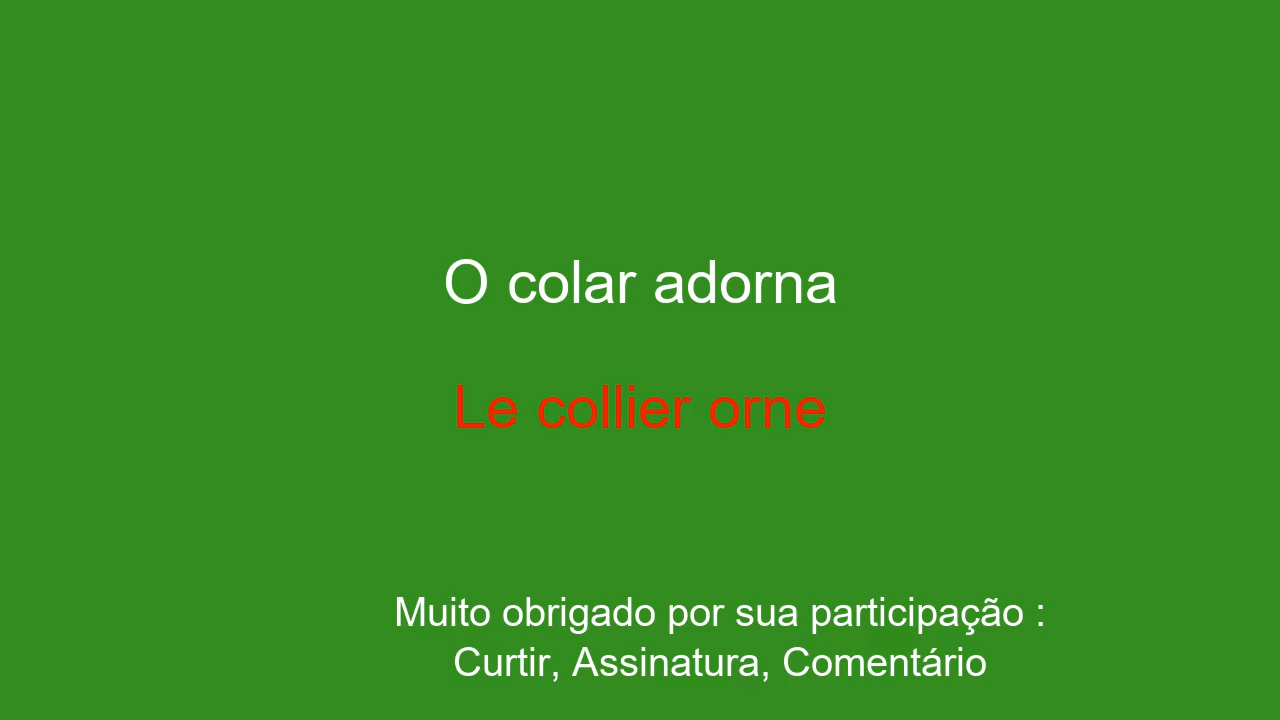 O colar adorna
Le collier orne
Muito obrigado por sua participação :
Curtir, Assinatura, Comentário